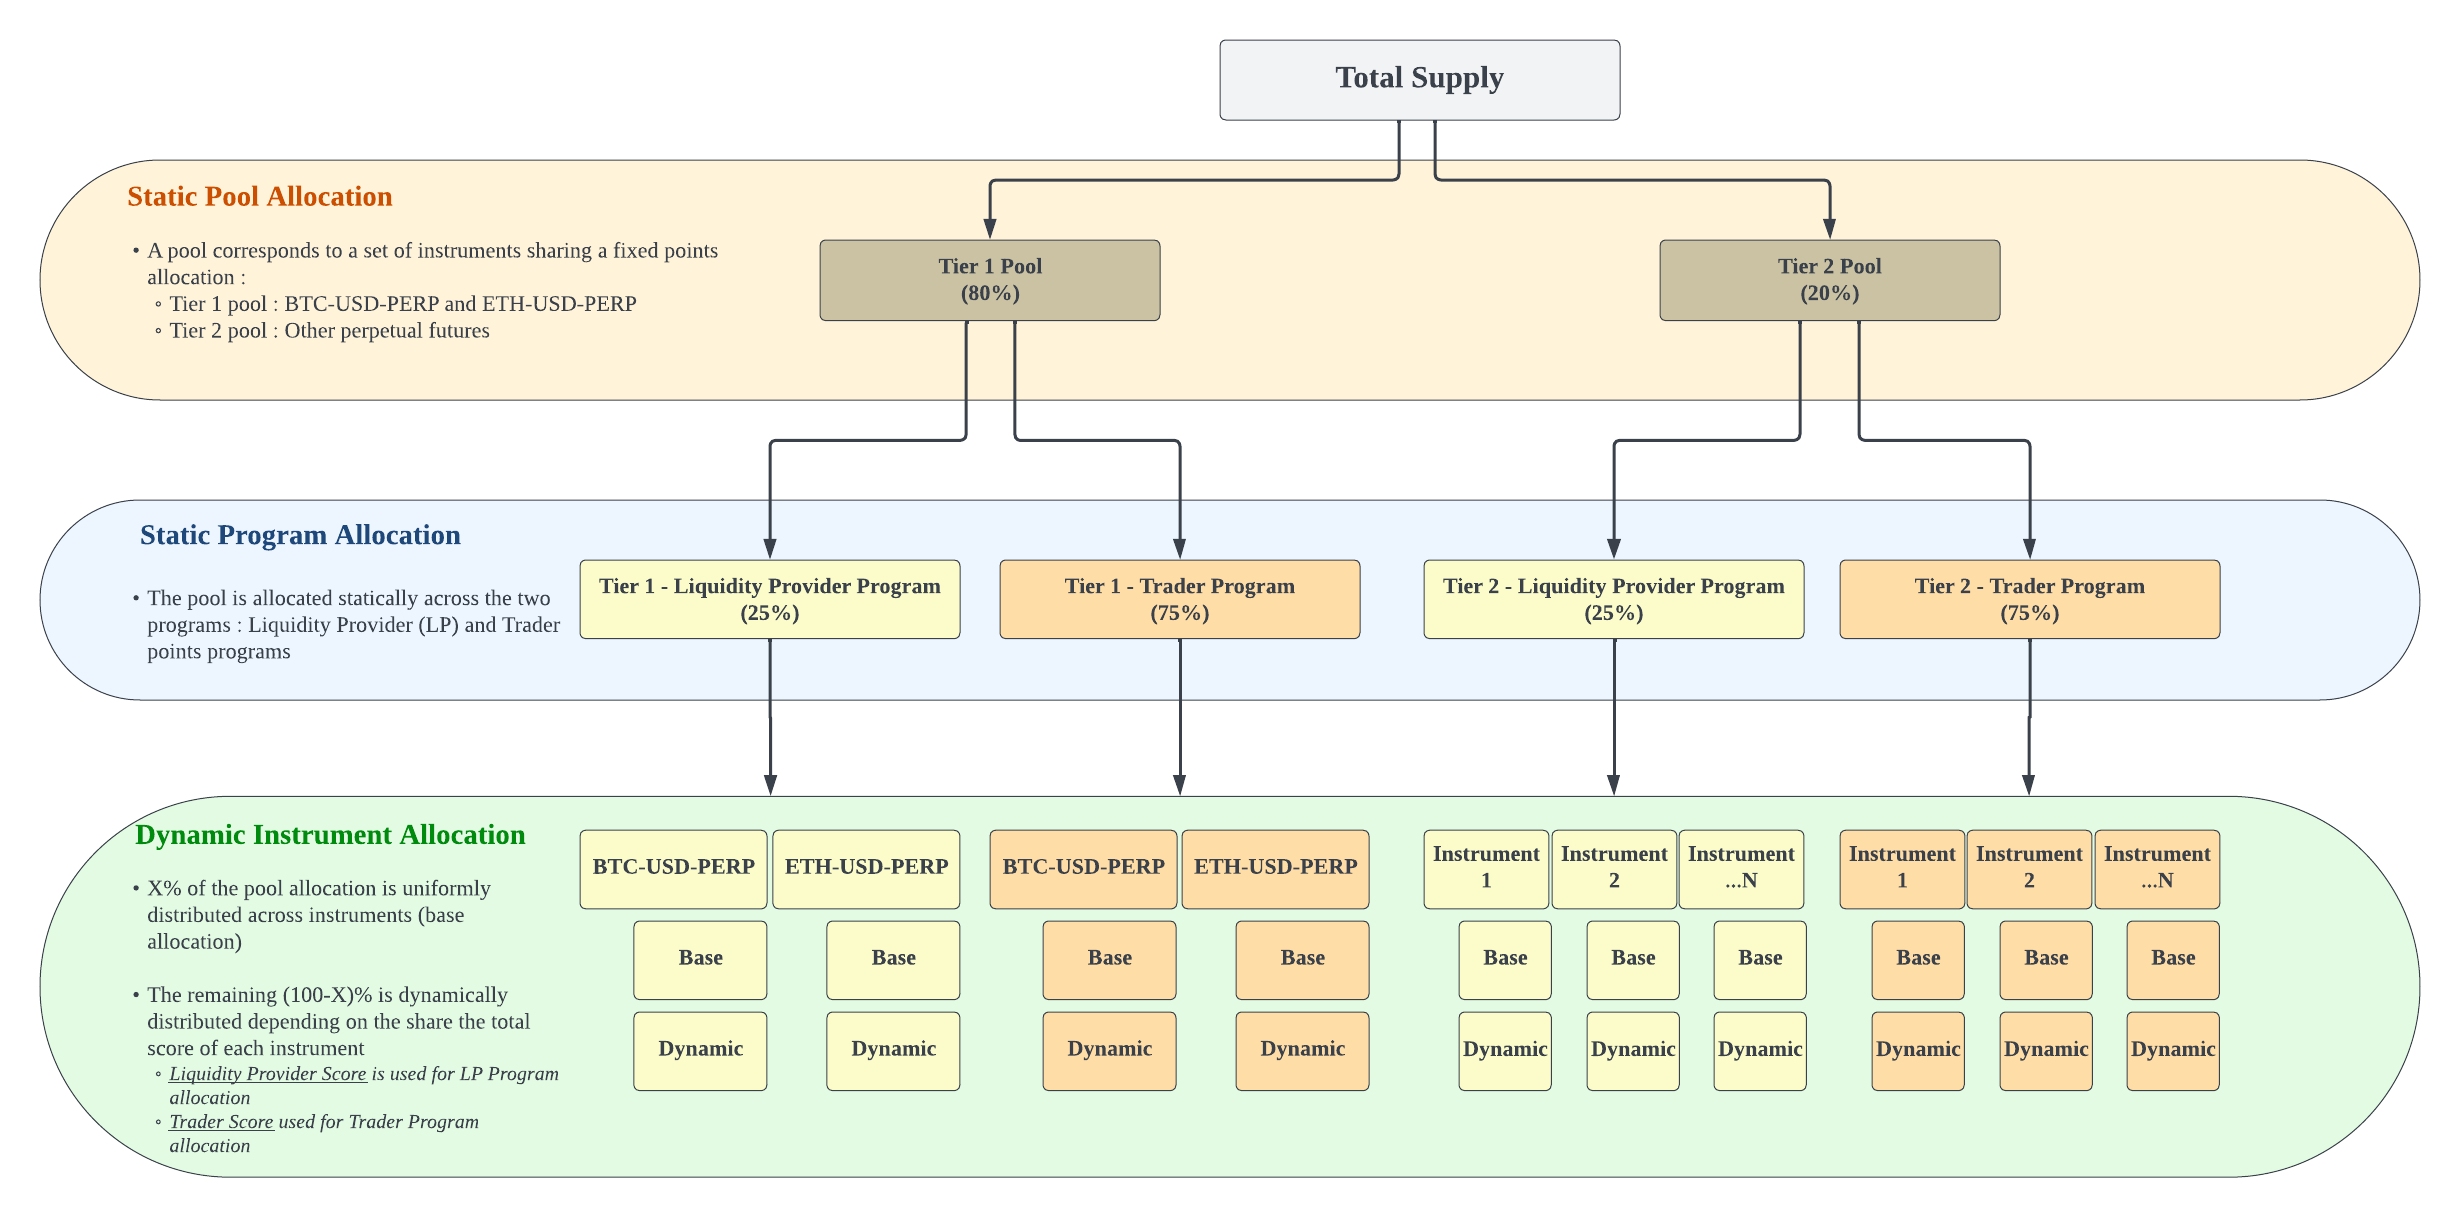 Total Supply
Static Pool Allocation
• A pool corresponds to a set of instruments sharing a fixed points
allocation :
◦ Tier 1 pool : BTC-USD-PERP and ETH-USD-PERP
◦ Tier 2 pool : Other perpetual futures
Tier 1 Pool
(80%)
Tier 2 Pool
(20%)
Static Program Allocation
• The pool is allocated statically across the two
programs : Liquidity Provider (LP) and Trader
points programs
Tier 1 - Liquidity Provider Program
(25%)
Tier 1 - Trader Program
(75%)
Tier 2 - Liquidity Provider Program
(25%)
Tier 2 - Trader Program
(75%)
Dynamic Instrument Allocation
• X% of the pool allocation is uniformly
distributed across instruments (base
allocation)
• The remaining (100-X)% is dynamically
distributed depending on the share the total
score of each instrument
◦ Liquidity Provider Score is used for LP Program
allocation
◦ Trader Score used for Trader Program
allocation
BTC-USD-PERP
Base
Dynamic
ETH-USD-PERP
Base
Dynamic
BTC-USD-PERP
Base
Dynamic
ETH-USD-PERP
Base
Dynamic
Instrument
1
Base
Dynamic
Instrument
2
Base
Dynamic
Instrument
...N
Base
Dynamic
Instrument
1
Base
Dynamic
Instrument
2
Base
Dynamic
Instrument
...N
Base
Dynamic